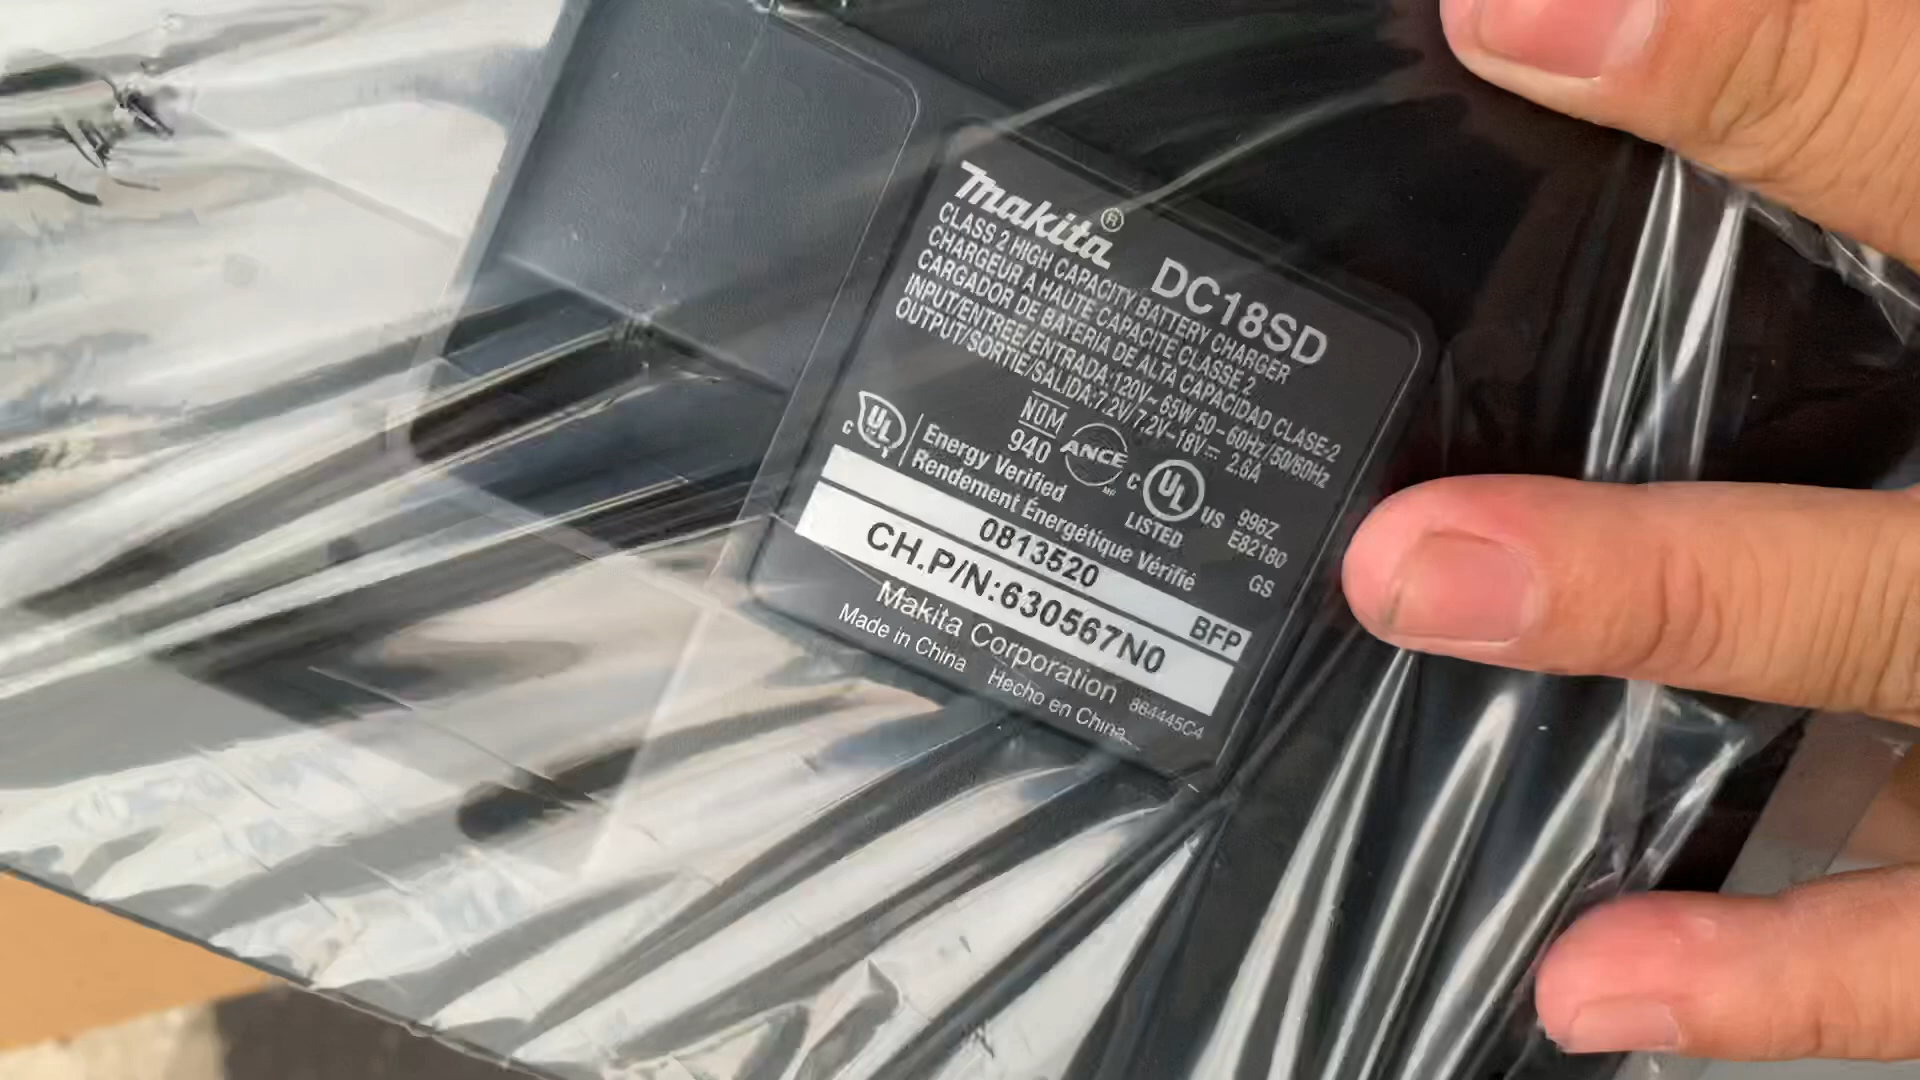 makita® DC18SD
CLASS 2 HIGH CAPACITY BATTERY CHARGER
CHARGEUR A HAUTE CAPACITE CLASSE 2
CARGADOR DE BATERIA DE ALTA CAPACIDAD CLASE-2
INPUT/ENTREE/ENTRADA:120V~ 65W 50-60Hz/50/60Hz
OUTPUT/SORTIE/SALIDA:7.2V/7.2V-18V⎓ 2.6A
C UL
Energy Verified
Rendement Énergétique Vérifié
NOM
940
ANCE
C UL US
LISTED
996Z
E82180
GS
0813520 BFP
CH.P/N:630567N0
Makita Corporation
Made in China Hecho en China
864445C4